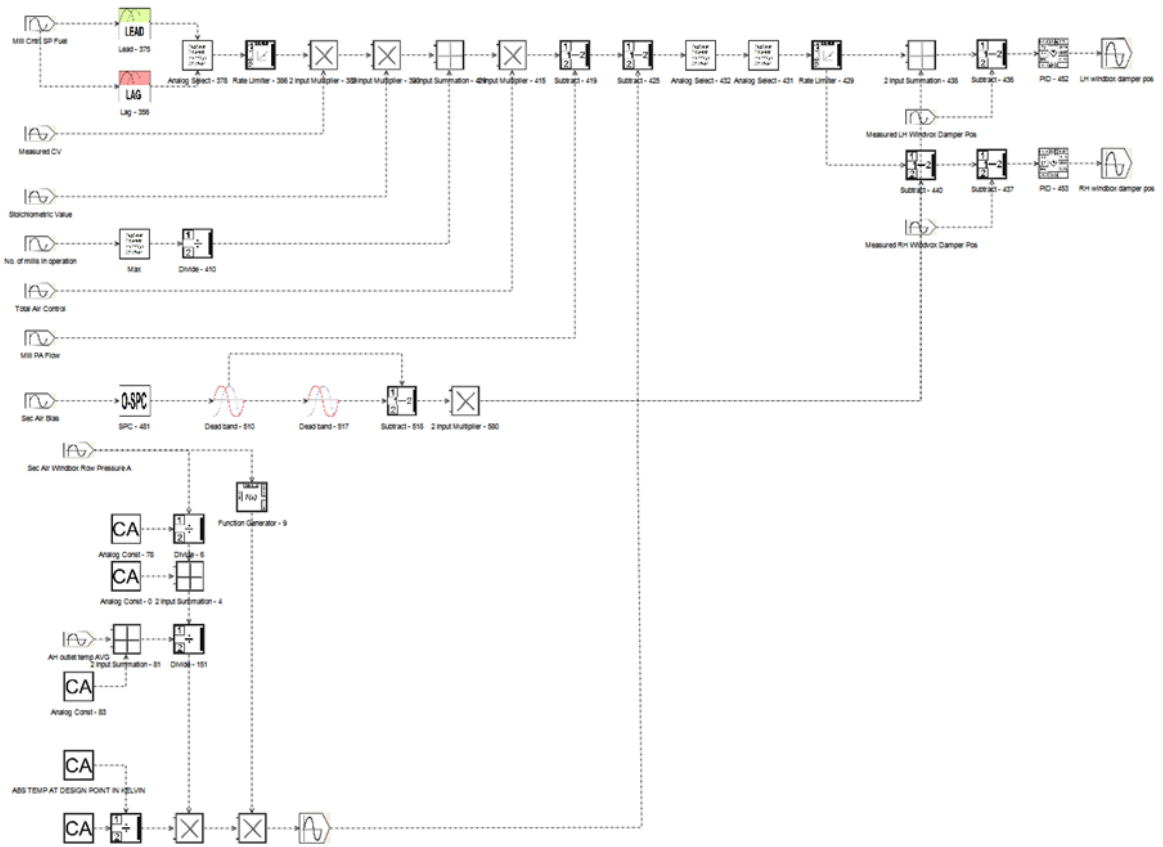 LEAD
Mill Cmb SP Fuel
Lead - 375
LAG
Lag - 356
Analog Select - 378
Rate Limiter - 386
2 Input Multiplier -
Input Multiplier - 390
Input Summation -
Input Multiplier - 415
Subtract - 419
Subtract - 425
Analog Select - 432
Analog Select - 431
Rate Limiter - 429
2 Input Summation - 438
Subtract - 436
PID - 482
LH windbox damper pos
Measured CV
Measured LH Windvox Damper Pos
Subtract - 440
Subtract - 437
PID - 483
RH windbox damper pos
Stoichiometric Value
Measured RH Windvox Damper Pos
No. of mills in operation
Max
Divide - 410
Total Air Control
Mill PA Flow
O-SPC
Sec Air Bias
SPC - 481
Dead band - 510
Dead band - 517
Subtract - 518
2 Input Multiplier - 580
Sec Air Windbox Row Pressure A
Function Generator - 9
CA
Analog Const - 78
Divide - 6
CA
Analog Const - 0
2 Input Summation - 4
AH outlet temp AVG
2 Input Summation - 81
Divide - 151
CA
Analog Const - 83
CA
ABS TEMP AT DESIGN POINT IN KELVIN
CA